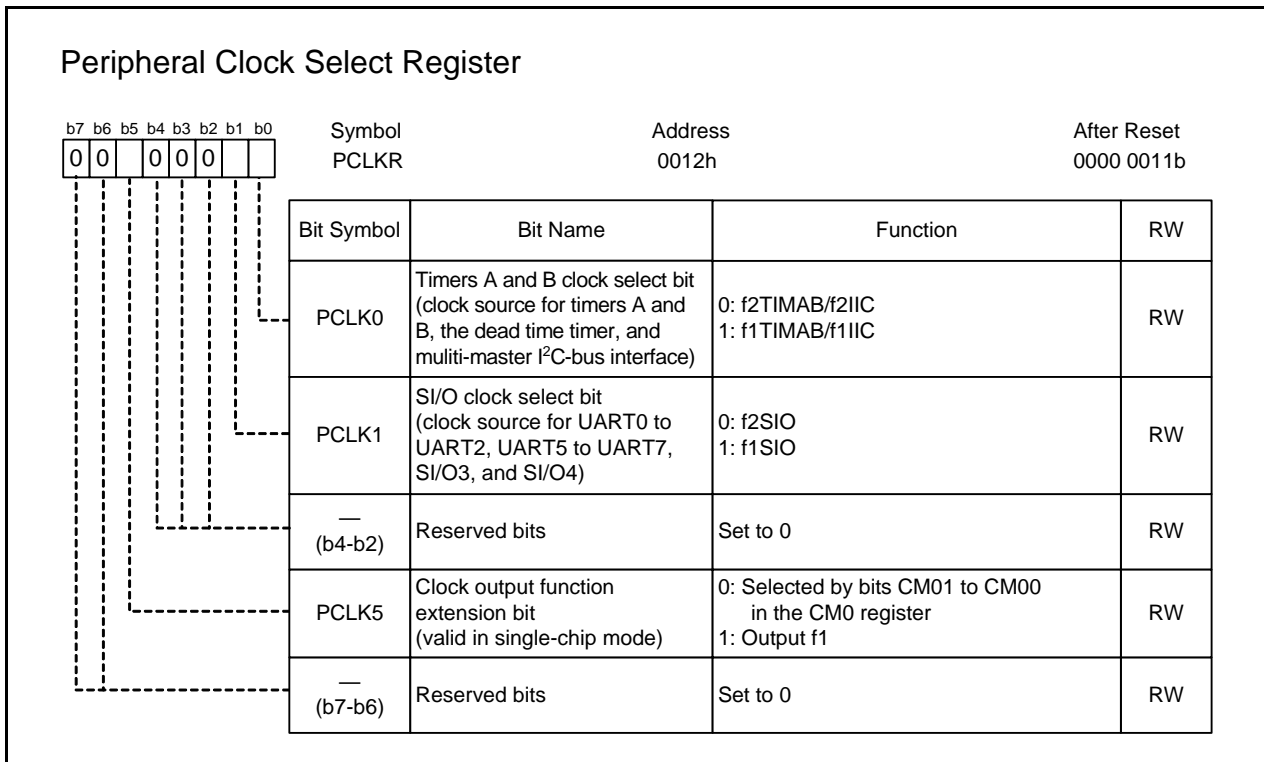 Peripheral Clock Select Register
b7 b6 b5 b4 b3 b2 b1 b0
Symbol Address After Reset
0 0 0 0 0
PCLKR 0012h 0000 0011b
Bit Symbol Bit Name Function RW
PCLK0
Timers A and B clock select bit
(clock source for timers A and
B, the dead time timer, and
muliti-master I²C-bus interface)
0: f2TIMAB/f2IIC
1: f1TIMAB/f1IIC
RW
PCLK1
SI/O clock select bit
(clock source for UART0 to
UART2, UART5 to UART7,
SI/O3, and SI/O4)
0: f2SIO
1: f1SIO
RW
—
(b4-b2)
Reserved bits
Set to 0
RW
PCLK5
Clock output function
extension bit
(valid in single-chip mode)
0: Selected by bits CM01 to CM00
in the CM0 register
1: Output f1
RW
—
(b7-b6)
Reserved bits
Set to 0
RW